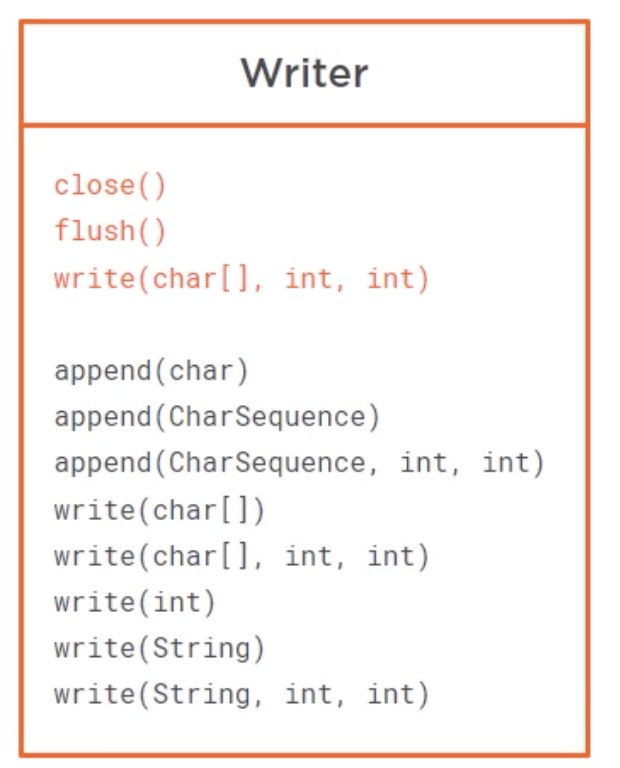 Writer
close()
flush()
write(char[], int, int)
append(char)
append(CharSequence)
append(CharSequence, int, int)
write(char[])
write(char[], int, int)
write(int)
write(String)
write(String, int, int)